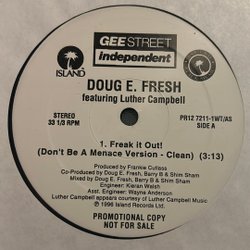 GEE STREET
independent
ISLAND
DOUG E. FRESH
featuring Luther Campbell
STEREO
33 1/3 RPM
PR12 7211-1WT/AS
SIDE A
1. Freak it Out!
(Don't Be A Menace Version - Clean) (3:13)
Produced by Frankie Cutlass
Co-Produced by Doug E. Fresh, Barry B & Shim Sham
Mixed by Doug E. Fresh, Barry B & Shim Sham
Engineer: Kieran Walsh
Asst. Engineer: Wayne Anderson
Luther Campbell appears courtesy of Luther Campbell Music
℗ 1996 Island Records Ltd.
PROMOTIONAL COPY
NOT FOR SALE